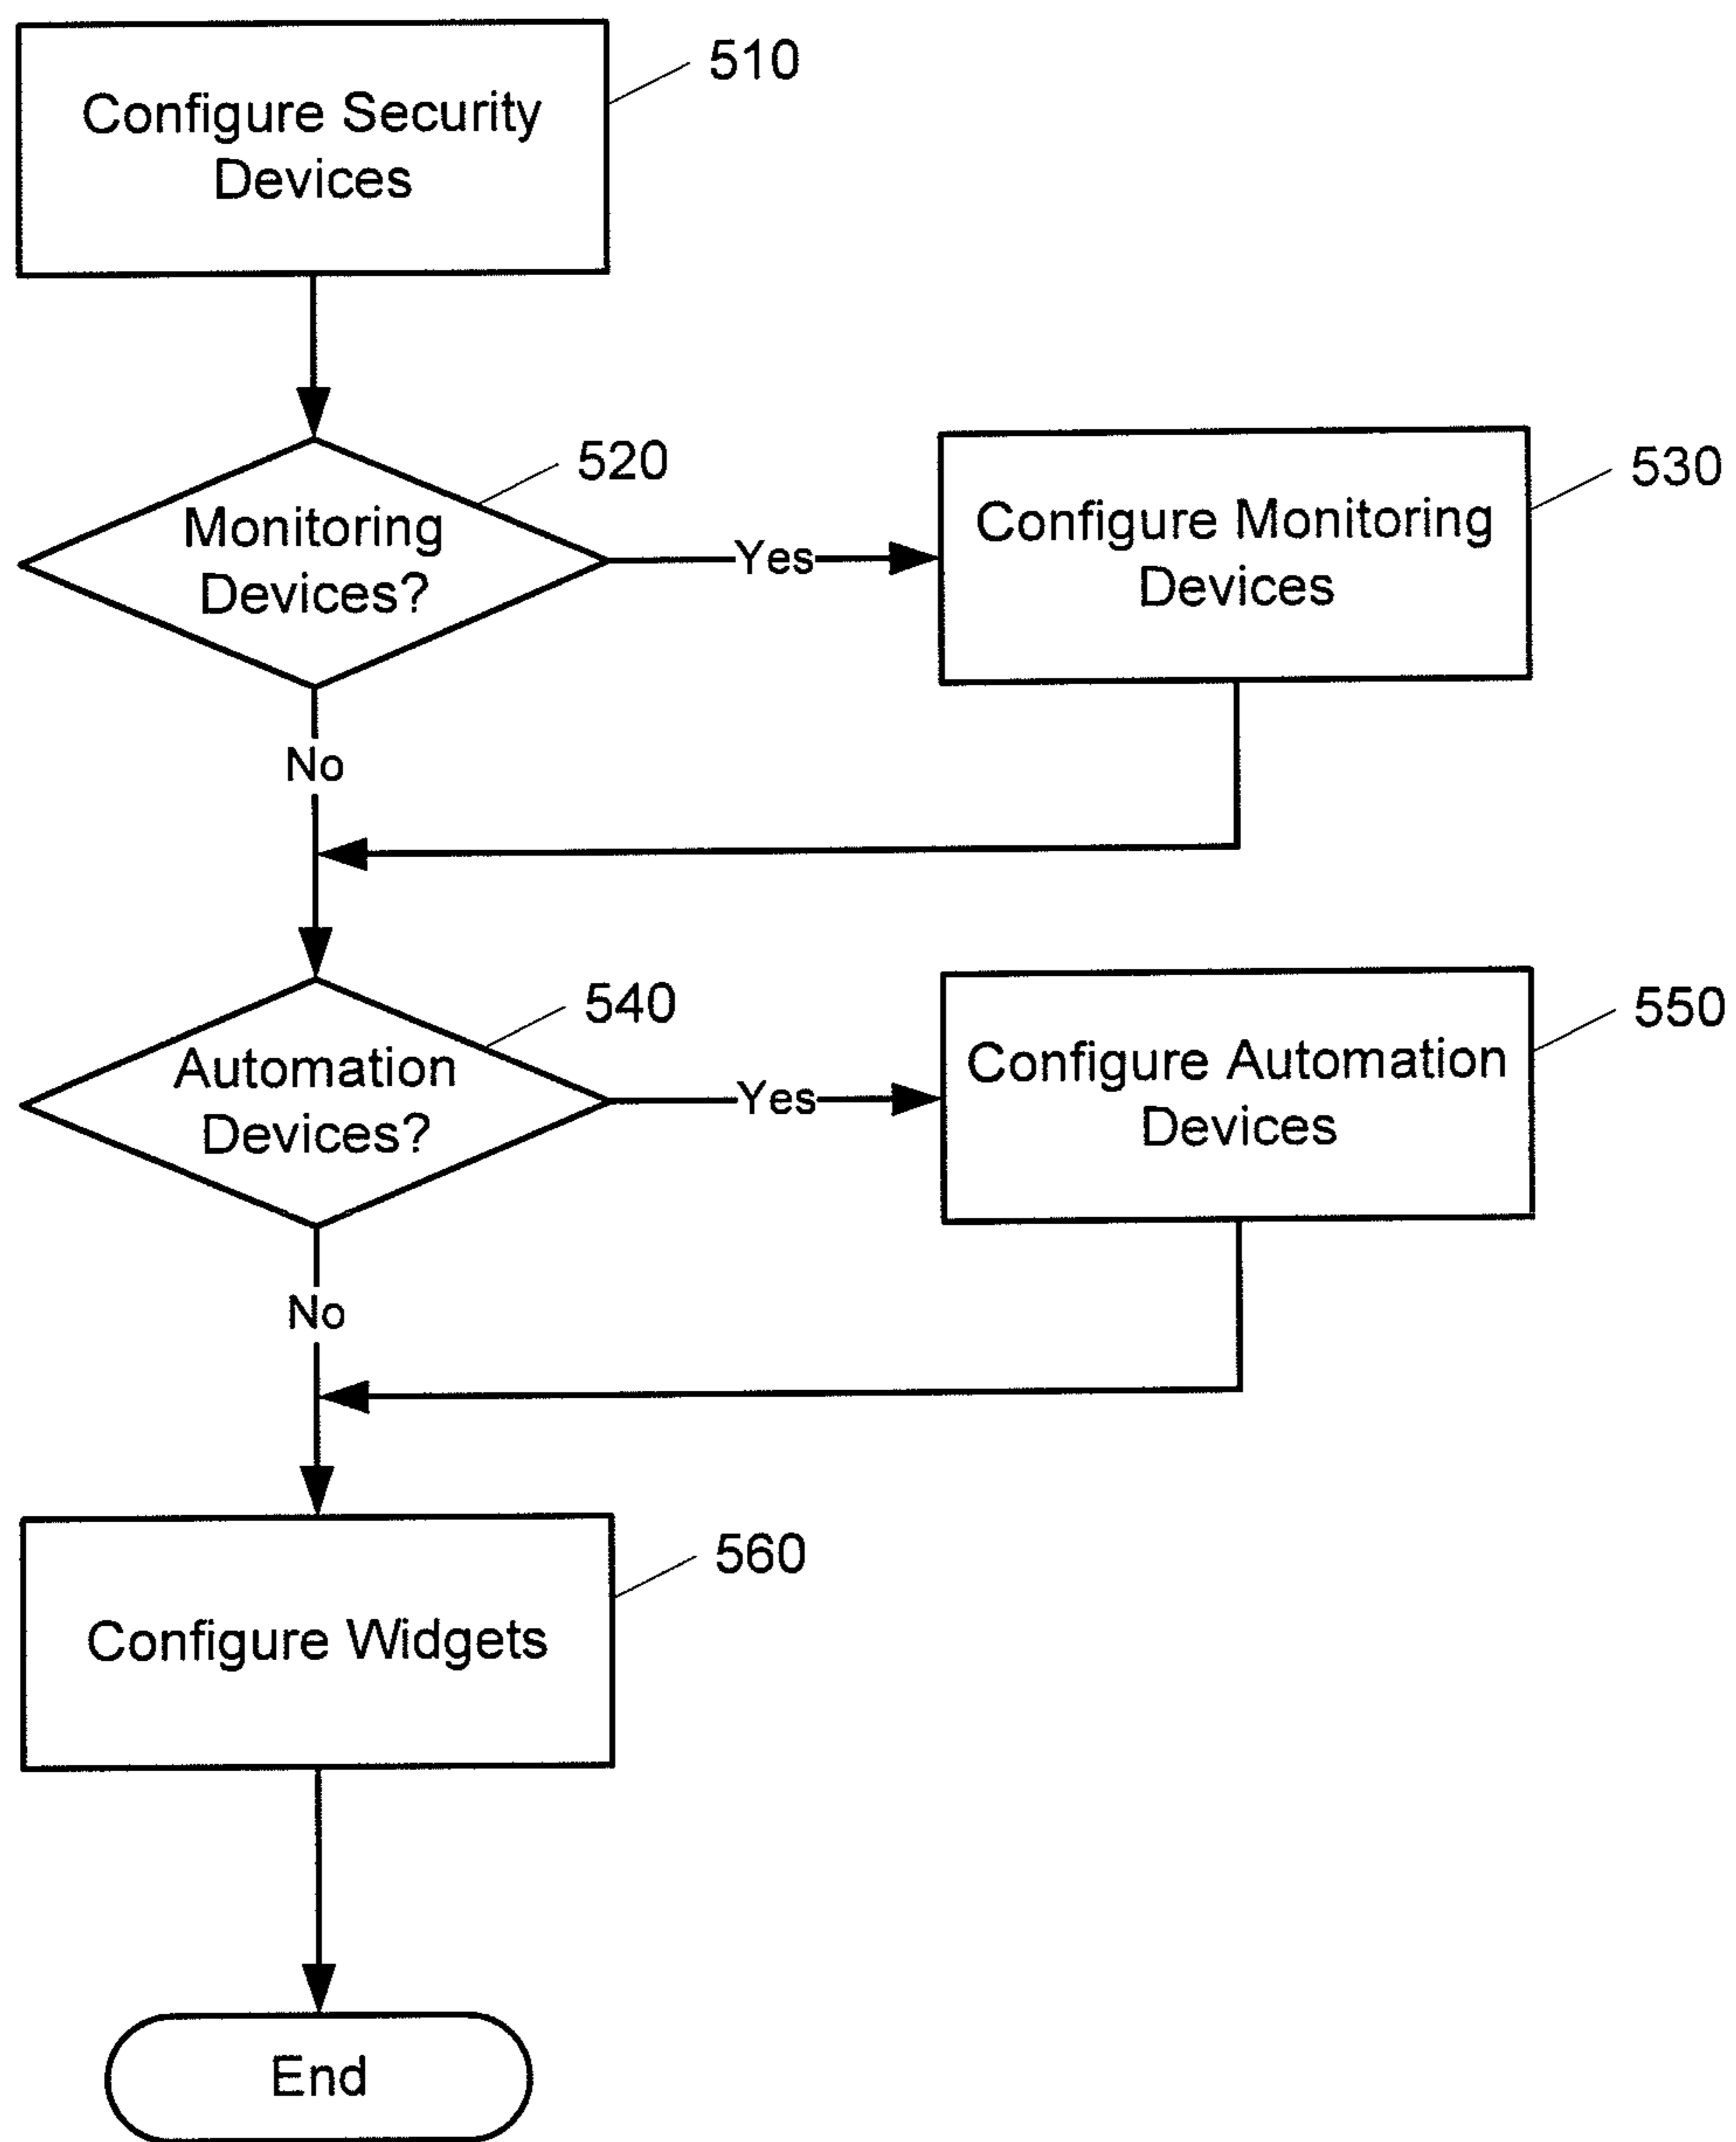 510
Configure Security
Devices
520
Monitoring
Devices?
Yes
530
Configure Monitoring
Devices
No
540
Automation
Devices?
Yes
550
Configure Automation
Devices
No
560
Configure Widgets
End